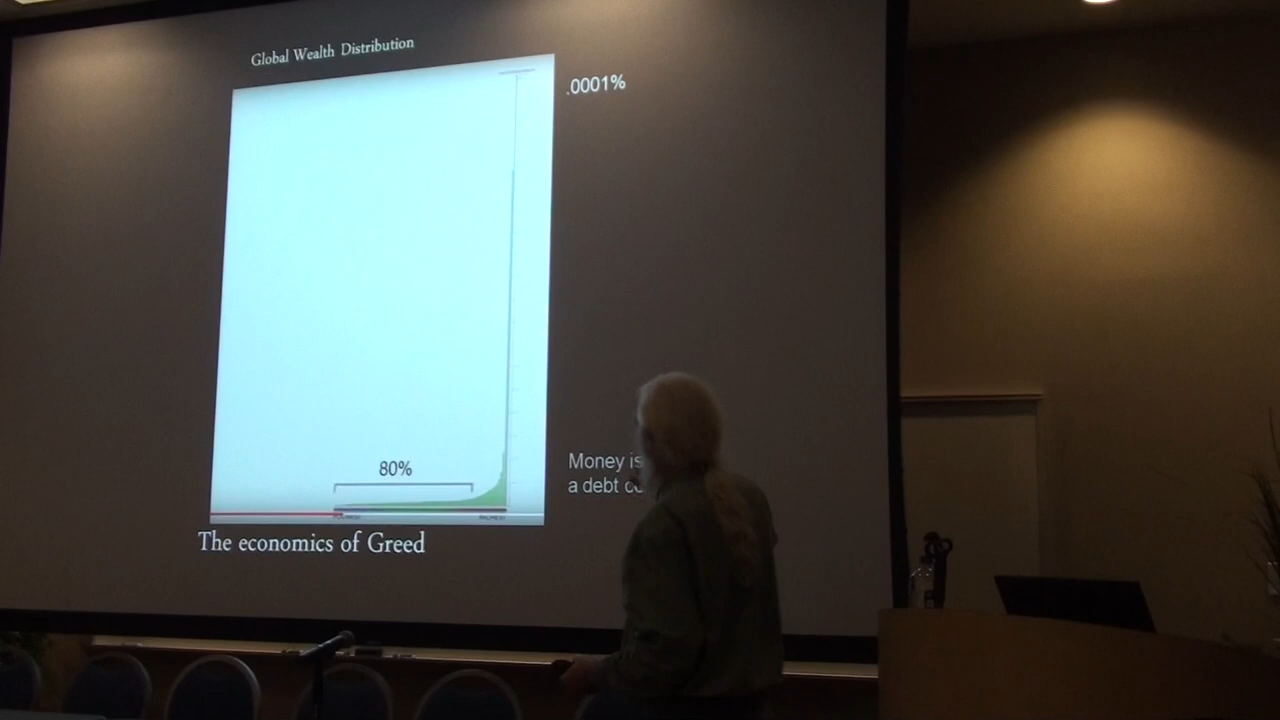 Global Wealth Distribution
.0001%
80%
Money is
a debt
The economics of Greed